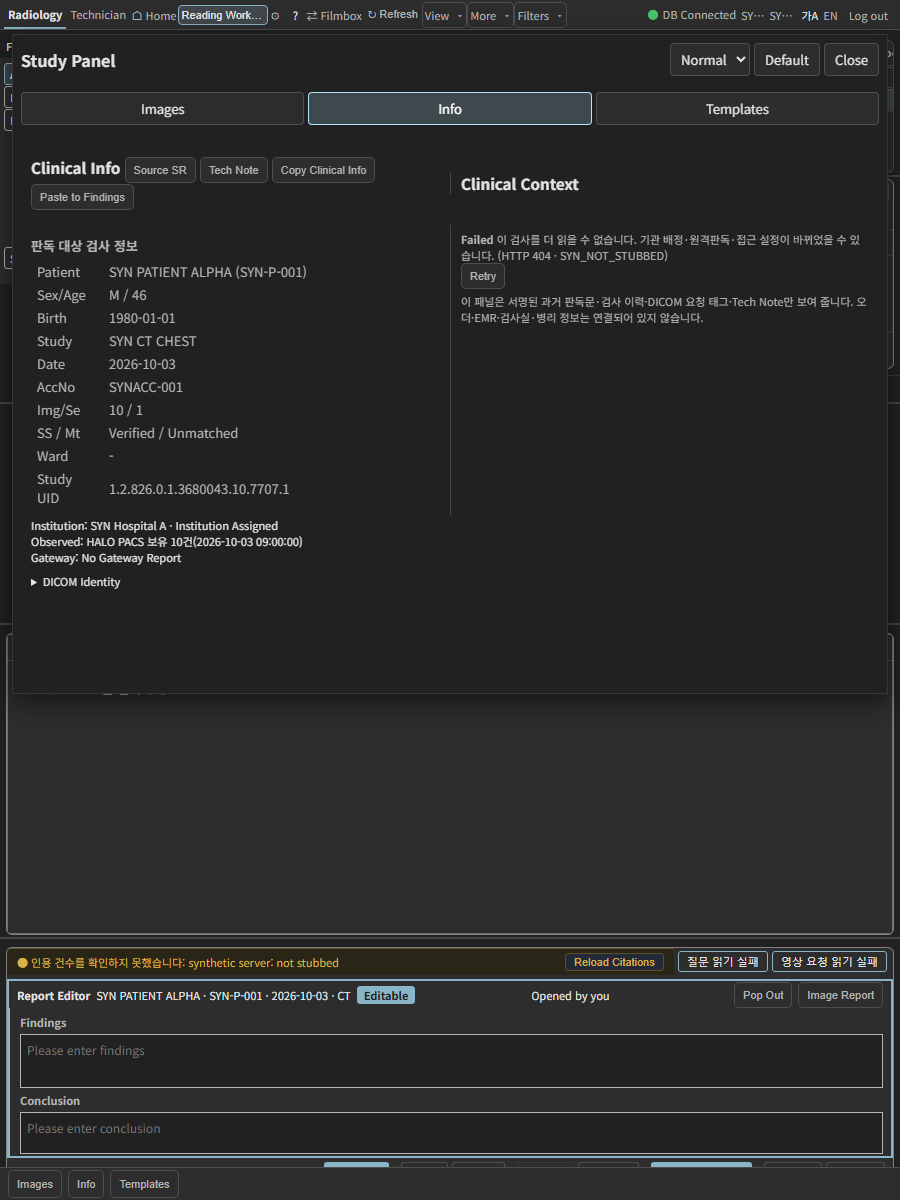 Radiology Technician Home Reading Work... ? Filmbox Refresh View More Filters DB Connected SY··· SY··· 가A EN Log out
Study Panel Normal Default Close
Images Info Templates
Clinical Info Source SR Tech Note Copy Clinical Info
Paste to Findings
Clinical Context
판독 대상 검사 정보
Patient SYN PATIENT ALPHA (SYN-P-001)
Sex/Age M / 46
Birth 1980-01-01
Study SYN CT CHEST
Date 2026-10-03
AccNo SYNACC-001
Img/Se 10 / 1
SS / Mt Verified / Unmatched
Ward -
Study UID 1.2.826.0.1.3680043.10.7707.1
Institution: SYN Hospital A · Institution Assigned
Observed: HALO PACS 보유 10건(2026-10-03 09:00:00)
Gateway: No Gateway Report
DICOM Identity
Failed 이 검사를 더 읽을 수 없습니다. 기관 배정·원격판독·접근 설정이 바뀌었을 수 있
습니다. (HTTP 404 · SYN_NOT_STUBBED)
Retry
이 패널은 서명된 과거 판독문·검사 이력·DICOM 요청 태그·Tech Note만 보여 줍니다. 오
더·EMR·검사실·병리 정보는 연결되어 있지 않습니다.
인용 건수를 확인하지 못했습니다: synthetic server: not stubbed Reload Citations 질문 읽기 실패 영상 요청 읽기 실패
Report Editor SYN PATIENT ALPHA · SYN-P-001 · 2026-10-03 · CT Editable Opened by you Pop Out Image Report
Findings
Please enter findings
Conclusion
Please enter conclusion
Images Info Templates